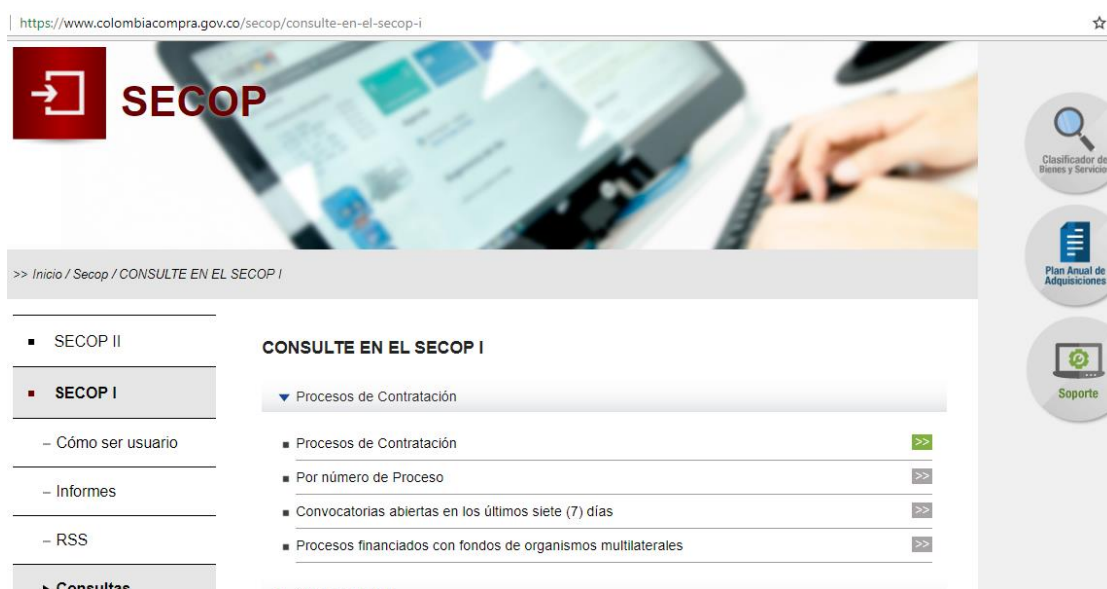 https://www.colombiacompra.gov.co/secop/consulte-en-el-secop-i
SECOP
Clasificador de
Bienes y Servicio
Plan Anual de
Adquisiciones
Soporte
>> Inicio / Secop / CONSULTE EN EL SECOP I
SECOP II
SECOP I
– Cómo ser usuario
– Informes
– RSS
Consultas
CONSULTE EN EL SECOP I
Procesos de Contratación
Procesos de Contratación >>
Por número de Proceso >>
Convocatorias abiertas en los últimos siete (7) días >>
Procesos financiados con fondos de organismos multilaterales >>